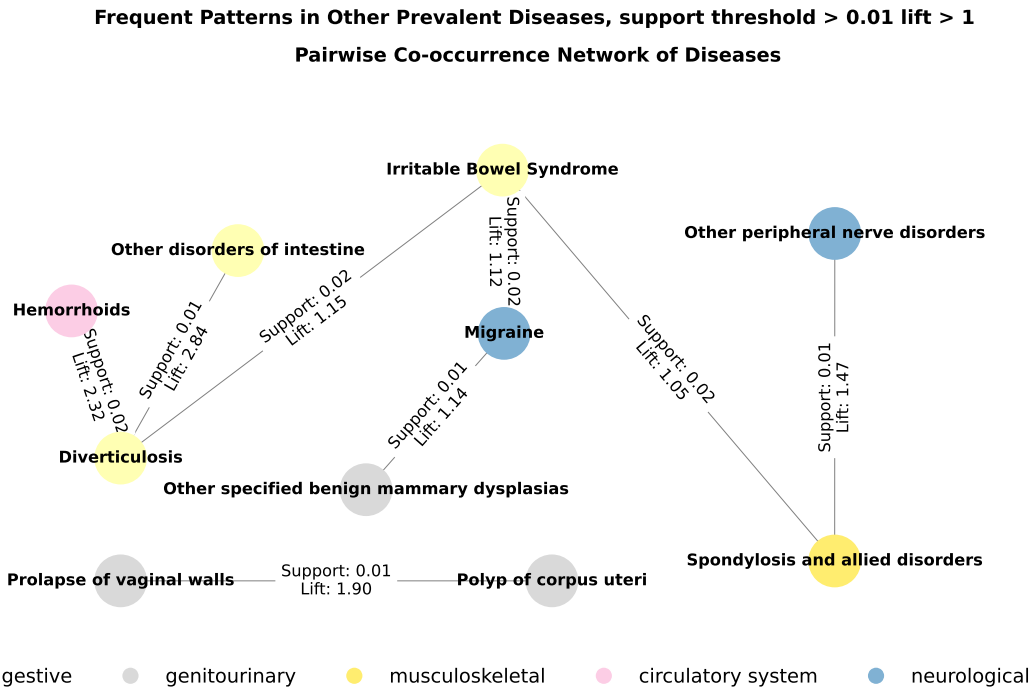 Frequent Patterns in Other Prevalent Diseases, support threshold > 0.01 lift > 1
Pairwise Co-occurrence Network of Diseases
Irritable Bowel Syndrome
Other peripheral nerve disorders
Other disorders of intestine
Support: 0.02
Lift: 1.12
Hemorrhoids
Support: 0.02
Lift: 1.15
Migraine
Support: 0.01
Lift: 2.84
Support: 0.02
Lift: 1.05
Support: 0.02
Lift: 2.32
Support: 0.01
Lift: 1.14
Support: 0.01
Lift: 1.47
Diverticulosis
Other specified benign mammary dysplasias
Spondylosis and allied disorders
Prolapse of vaginal walls
Support: 0.01
Lift: 1.90
Polyp of corpus uteri
gestive genitourinary musculoskeletal circulatory system neurological